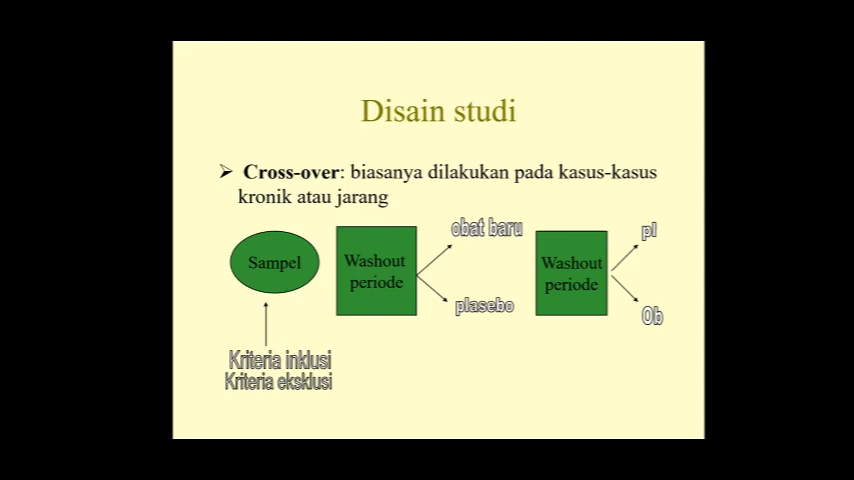 Disain studi
Cross-over: biasanya dilakukan pada kasus-kasus
kronik atau jarang
Sampel
Washout
periode
obat baru
plasebo
Washout
periode
pl
Ob
Kriteria inklusi
Kriteria eksklusi